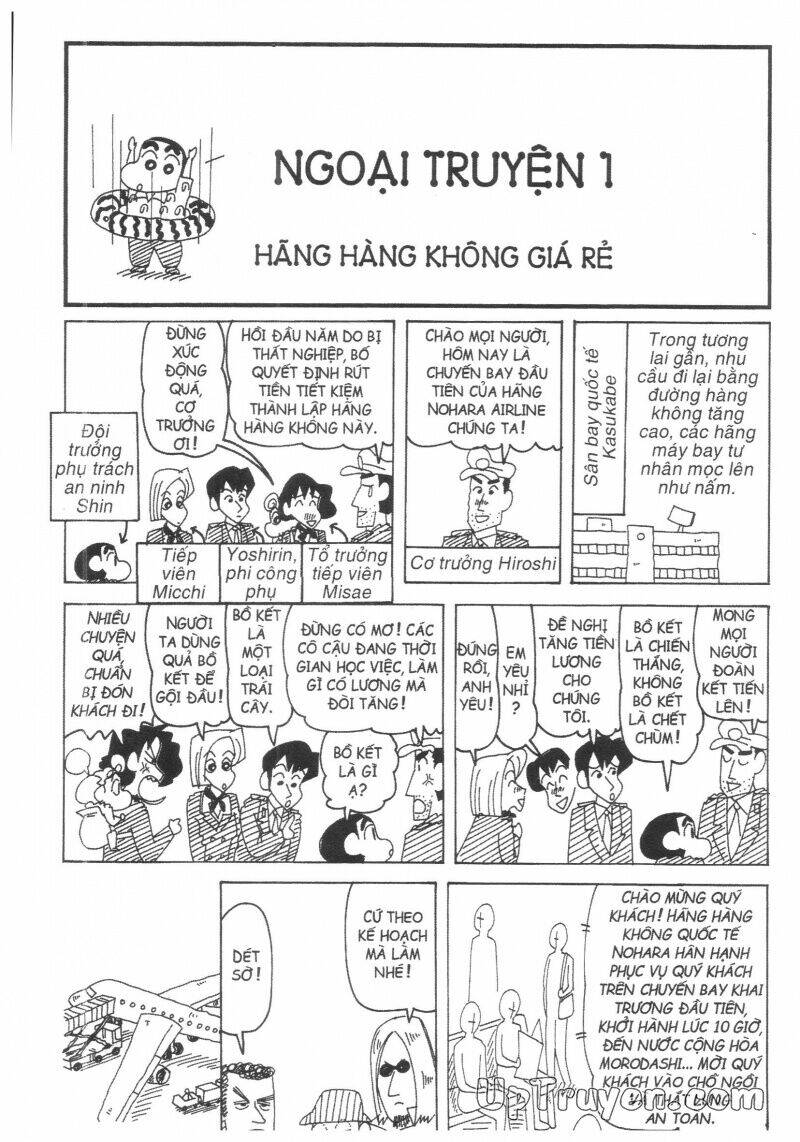 NGOẠI TRUYỆN 1
HÃNG HÀNG KHÔNG GIÁ RẺ
Trong tương
lai gần, nhu
cầu đi lại bằng
đường hàng
không tăng
cao, các hãng
máy bay tư
nhân mọc lên
như nấm.
Sân bay quốc tế
Kasukabe
CHÀO MỌI NGƯỜI,
HÔM NAY LÀ
CHUYẾN BAY ĐẦU
TIÊN CỦA HÃNG
NOHARA AIRLINE
CHÚNG TA!
Cơ trưởng Hiroshi
HỒI ĐẦU NĂM DO BỊ
THẤT NGHIỆP, BỐ
QUYẾT ĐỊNH RÚT
TIỀN TIẾT KIỆM
THÀNH LẬP HÃNG
HÀNG KHÔNG NÀY.
ĐỪNG
XÚC
ĐỘNG
QUÁ,
CƠ
TRƯỞNG
ƠI!
Tổ trưởng
tiếp viên
Misae
Yoshirin,
phi công
phụ
Tiếp
viên
Micchi
Đội
trưởng
phụ trách
an ninh
Shin
MONG
MỌI
NGƯỜI
ĐOÀN
KẾT TIẾN
LÊN!
BỒ KẾT
LÀ CHIẾN
THẮNG,
KHÔNG
BỒ KẾT
LÀ CHẾT
CHÙM!
ĐỀ NGHỊ
TĂNG TIỀN
LƯƠNG
CHO
CHÚNG
TÔI.
EM
YÊU
NHỈ
?
ĐÚNG
RỒI,
ANH
YÊU!
ĐỪNG CÓ MƠ! CÁC
CÔ CẬU ĐANG THỜI
GIAN HỌC VIỆC, LÀM
GÌ CÓ LƯƠNG MÀ
ĐÒI TĂNG!
BỒ KẾT
LÀ GÌ
Ạ?
BỒ KẾT
LÀ
MỘT
LOẠI
TRÁI
CÂY.
NGƯỜI
TA DÙNG
QUẢ BỒ
KẾT ĐỂ
GỘI ĐẦU!
NHIỀU
CHUYỆN
QUÁ,
CHUẨN
BỊ ĐÓN
KHÁCH ĐI!
CHÀO MỪNG QUÝ
KHÁCH! HÃNG HÀNG
KHÔNG QUỐC TẾ
NOHARA HÂN HẠNH
PHỤC VỤ QUÝ KHÁCH
TRÊN CHUYẾN BAY KHAI
TRƯƠNG ĐẦU TIÊN,
KHỞI HÀNH LÚC 10 GIỜ,
ĐẾN NƯỚC CỘNG HÒA
MORODASHI... MỜI QUÝ
KHÁCH VÀO CHỖ NGỒI
VÀ THẮT LƯNG
AN TOÀN.
CỨ THEO
KẾ HOẠCH
MÀ LÀM
NHÉ!
DÉT
SỜ!
UpTruyen.com